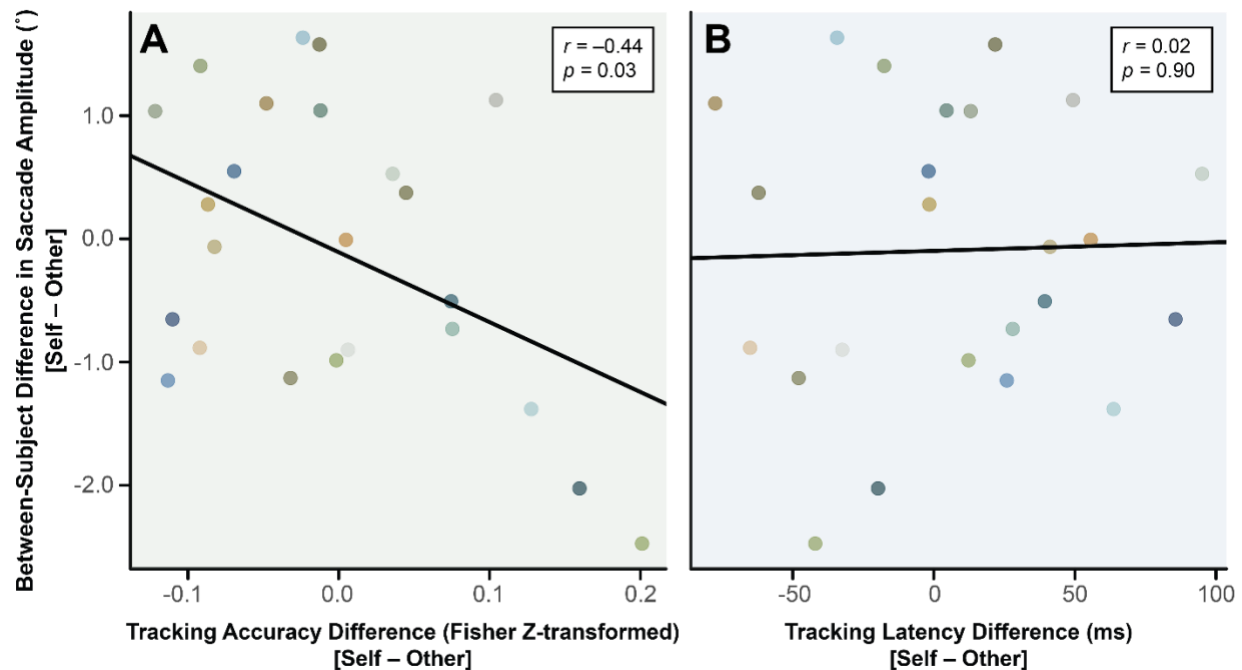 Between-Subject Difference in Saccade Amplitude (°)
[Self – Other]
A
r = –0.44
p = 0.03
1.0
0.0
-1.0
-2.0
-0.1 0.0 0.1 0.2
Tracking Accuracy Difference (Fisher Z-transformed)
[Self – Other]
B
r = 0.02
p = 0.90
-50 0 50 100
Tracking Latency Difference (ms)
[Self – Other]